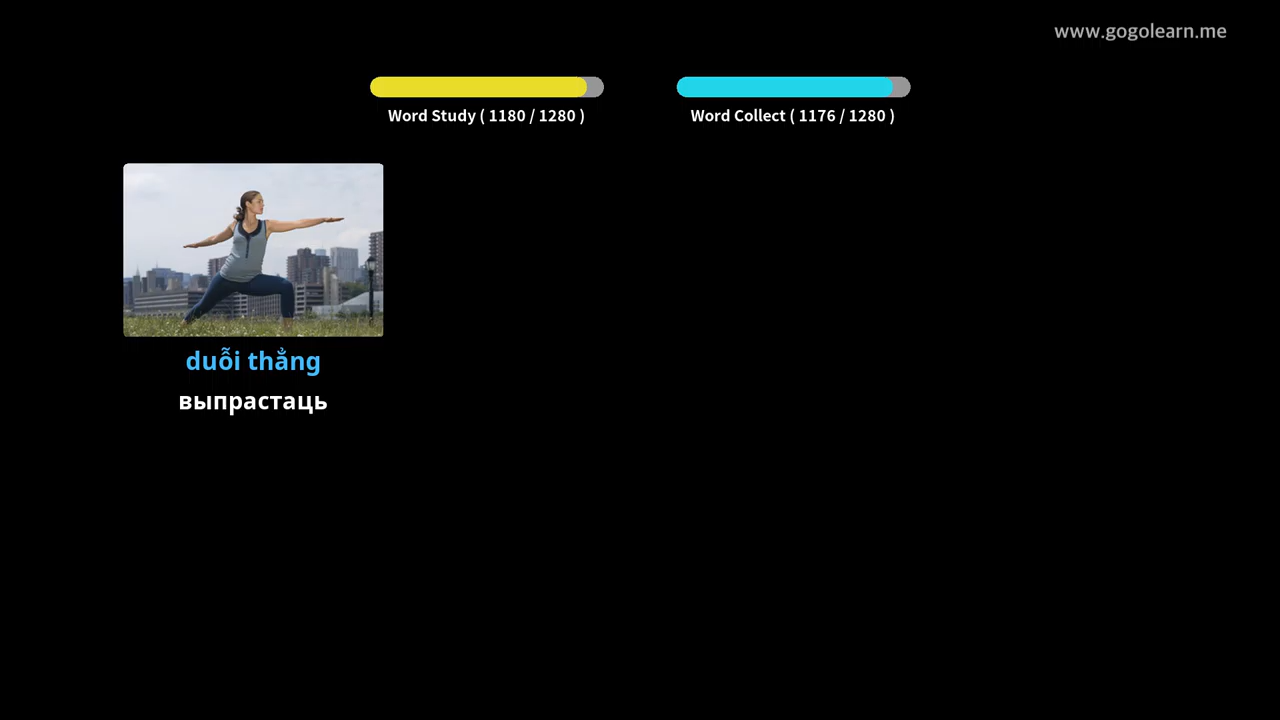 www.gogolearn.me
Word Study ( 1180 / 1280 )
Word Collect ( 1176 / 1280 )
duỗi thẳng
выпрастаць